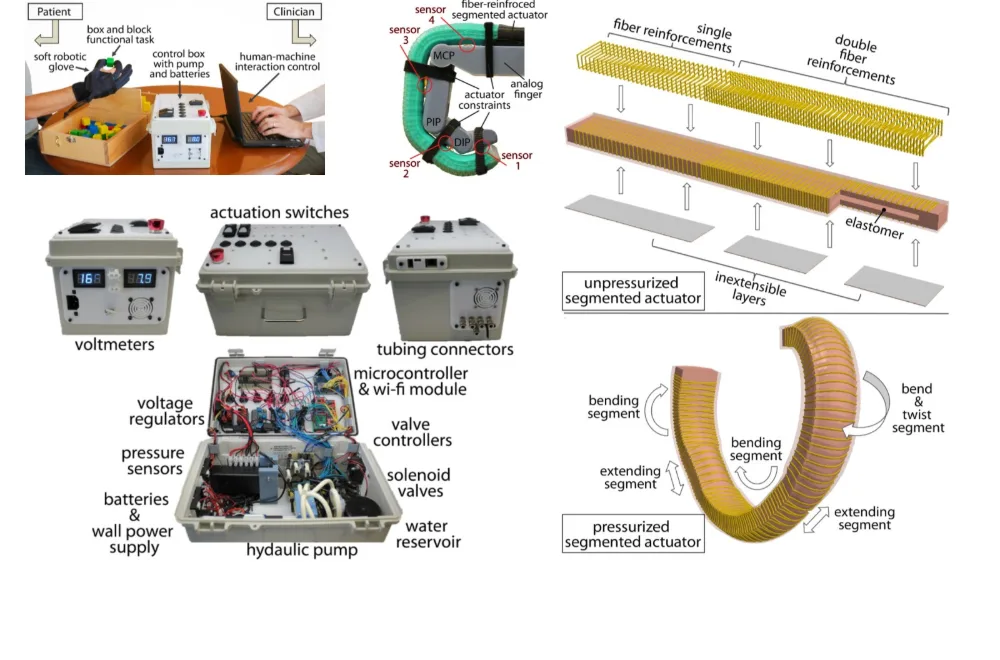 Patient
Clinician
box and block
functional task
soft robotic
glove
control box
with pump
and batteries
human-machine
interaction control
fiber-reinfroced
segmented actuator
sensor
4
sensor
3
MCP
analog
finger
actuator
constraints
PIP
DIP
sensor
2
sensor
1
single
fiber reinforcements
double
fiber
reinforcements
elastomer
inextensible
layers
unpressurized
segmented actuator
actuation switches
16
7.9
voltmeters
tubing connectors
microcontroller
& wi-fi module
voltage
regulators
valve
controllers
pressure
sensors
solenoid
valves
batteries
&
wall power
supply
water
reservoir
hydaulic pump
bending
segment
bend
&
twist
segment
bending
segment
extending
segment
extending
segment
pressurized
segmented actuator